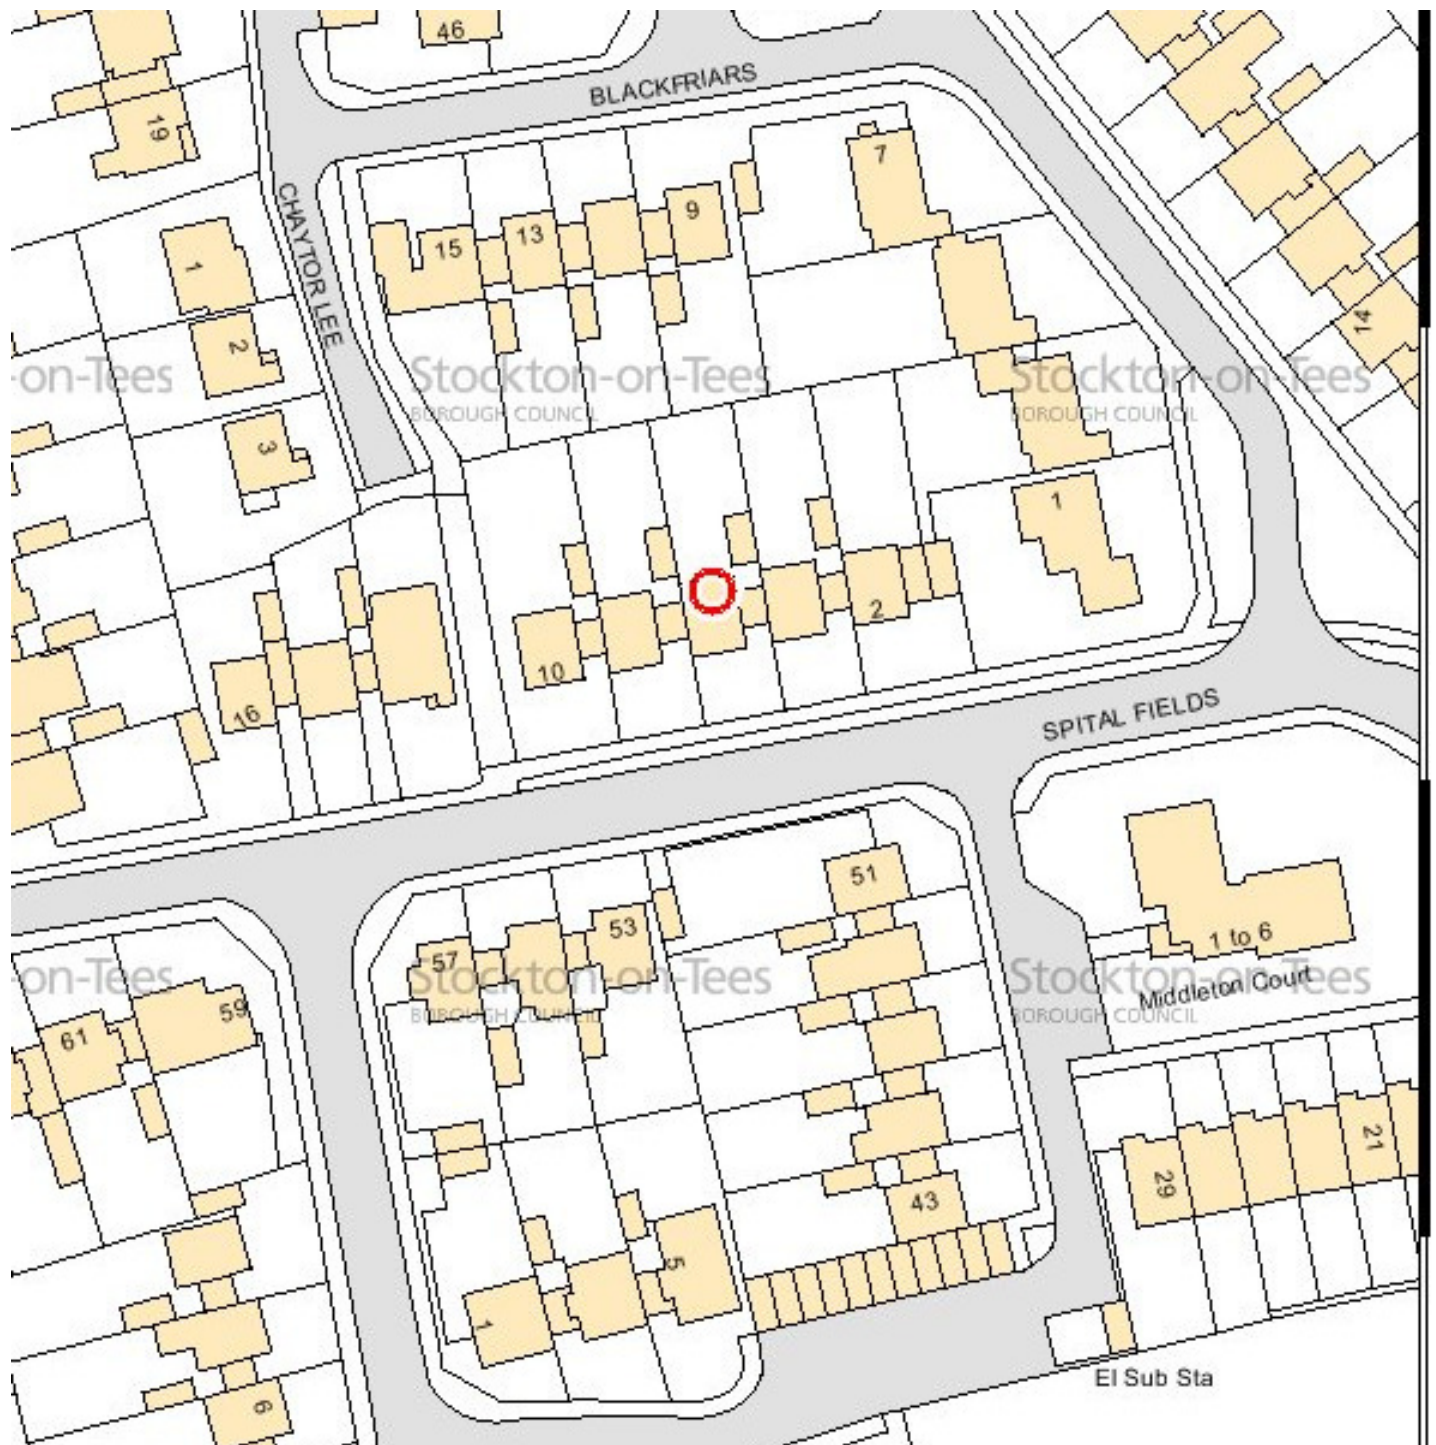 46
BLACKFRIARS
19
7
9
13
15
CHAYTOR LEE
1
2
14
-on-Tees
Stockton-on-Tees
BOROUGH COUNCIL
Stockton-on-Tees
BOROUGH COUNCIL
3
1
2
10
16
SPITAL FIELDS
51
53
57
1 to 6
-on-Tees
Stockton-on-Tees
BOROUGH COUNCIL
Stockton-on-Tees
BOROUGH COUNCIL
Middleton Court
59
61
21
29
43
5
1
El Sub Sta
6